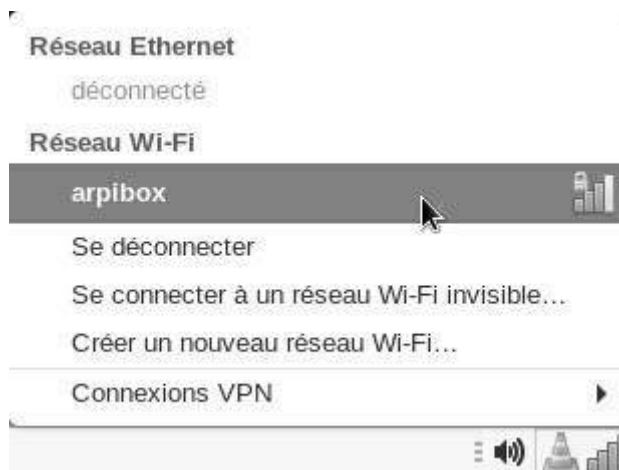 Réseau Ethernet
déconnecté
Réseau Wi-Fi
arpibox
Se déconnecter
Se connecter à un réseau Wi-Fi invisible…
Créer un nouveau réseau Wi-Fi…
Connexions VPN